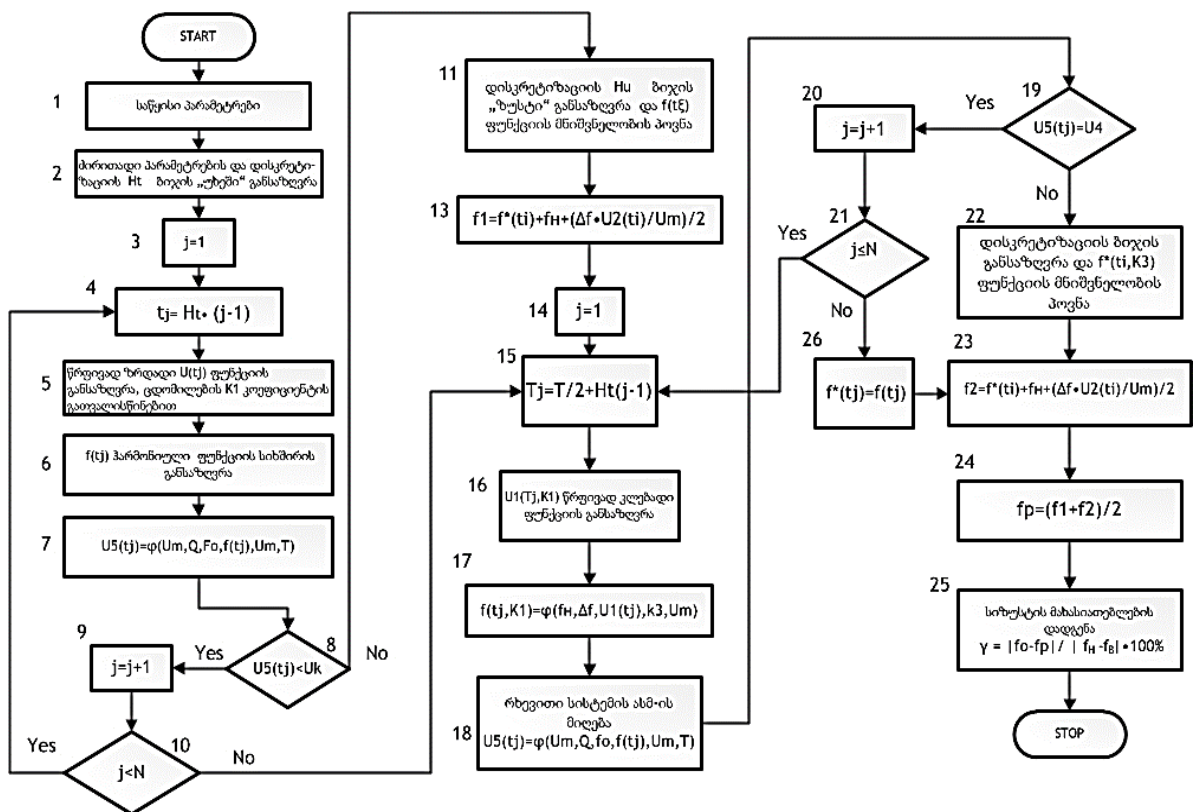 START
1
საწყისი პარამეტრები
2
ძირითადი პარამეტრების და დისკრეტი-
ზაციის Ht ბიჯის „უხეში“ განსაზღვრა
3
j=1
4
tj= Ht• (j-1)
5
წრფივად ზრდადი U(tj) ფუნქციის
განსაზღვრა, ცდომილების K1 კოეფიციენტის
გათვალისწინებით
6
f(tj) ჰარმონიული ფუნქციის სიხშირის
განსაზღვრა
7
U5(tj)=φ(Um,Q,Fo,f(tj),Um,T)
8
U5(tj)<Uk
Yes
No
9
j=j+1
10
j<N
Yes
No
11
დისკრეტიზაციის Hu ბიჯის
„ზუსტი“ განსაზღვრა და f(tξ)
ფუნქციის მნიშვნელობის პოვნა
13
f1=f*(ti)+fн+(Δf•U2(ti)/Um)/2
14
j=1
15
Tj=T/2+Ht(j-1)
16
U1(Tj,K1) წრფივად კლებადი
ფუნქციის განსაზღვრა
17
f(tj,K1)=φ(fн,Δf,U1(tj),k3,Um)
18
რხევითი სისტემის ასმ-ის
მიღება
U5(tj)=φ(Um,Q,fo,f(tj),Um,T)
19
U5(tj)=U4
Yes
No
20
j=j+1
21
j≤N
Yes
No
22
დისკრეტიზაციის ბიჯის
განსაზღვრა და f*(ti,K3)
ფუნქციის მნიშვნელობის
პოვნა
26
f*(tj)=f(tj)
23
f2=f*(ti)+fн+(Δf•U2(ti)/Um)/2
24
fp=(f1+f2)/2
25
სიზუსტის მახასიათებლების
დადგენა
γ = |fo-fp|/ | fн -fв|•100%
STOP